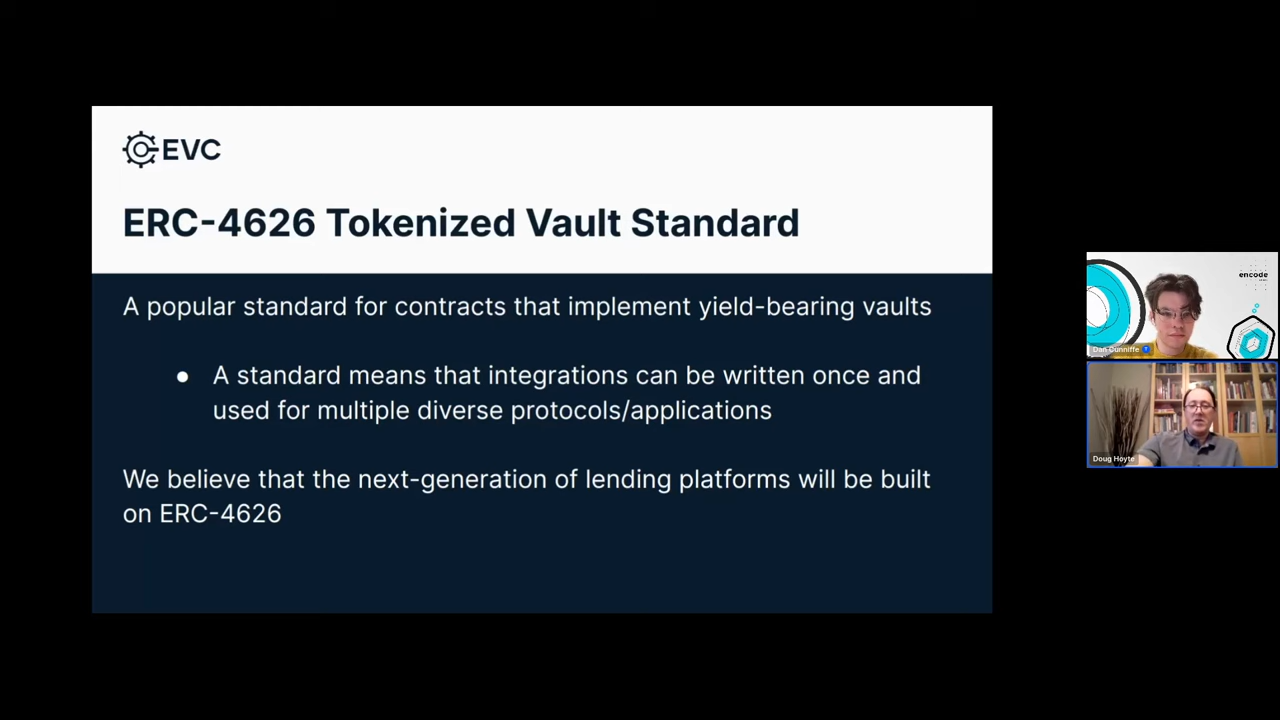 EVC
ERC-4626 Tokenized Vault Standard
A popular standard for contracts that implement yield-bearing vaults
● A standard means that integrations can be written once and
used for multiple diverse protocols/applications
We believe that the next-generation of lending platforms will be built
on ERC-4626
encode
Dan Cunniffe
Doug Hoyte